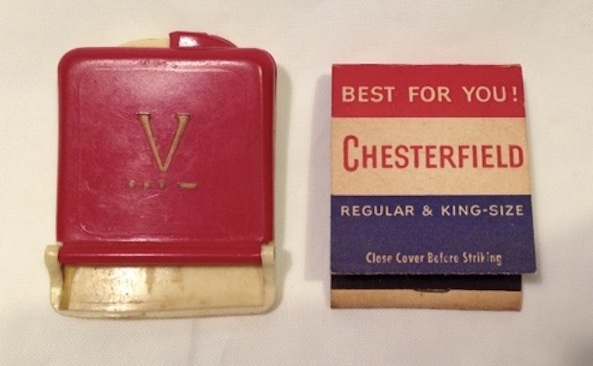 V
BEST FOR YOU!
CHESTERFIELD
REGULAR & KING-SIZE
Close Cover Before Striking